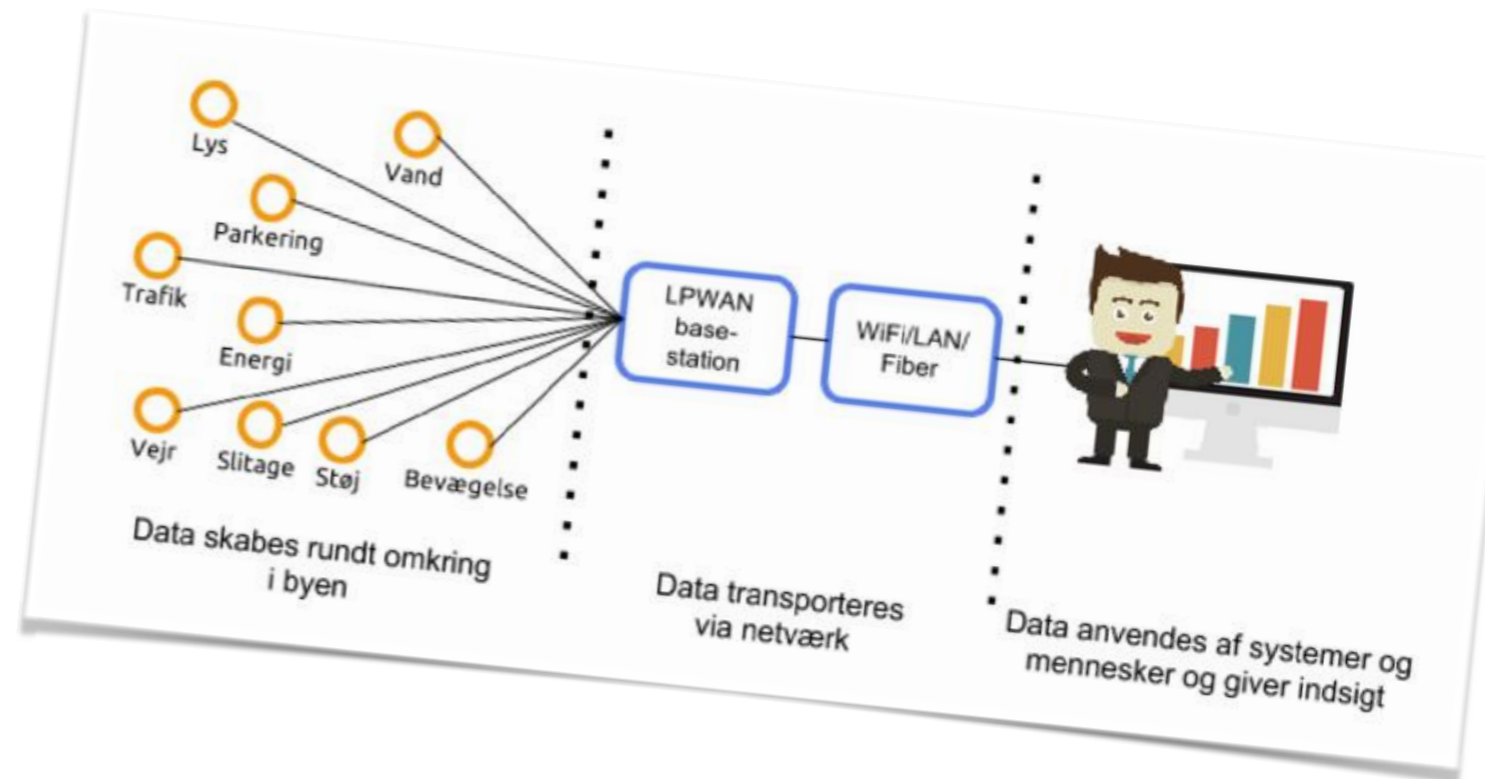 Lys
Vand
Parkering
Trafik
Energi
Vejr
Slitage
Støj
Bevægelse
Data skabes rundt omkring
i byen
LPWAN
base-
station
WiFi/LAN/
Fiber
Data transporteres
via netværk
Data anvendes af systemer og
mennesker og giver indsigt